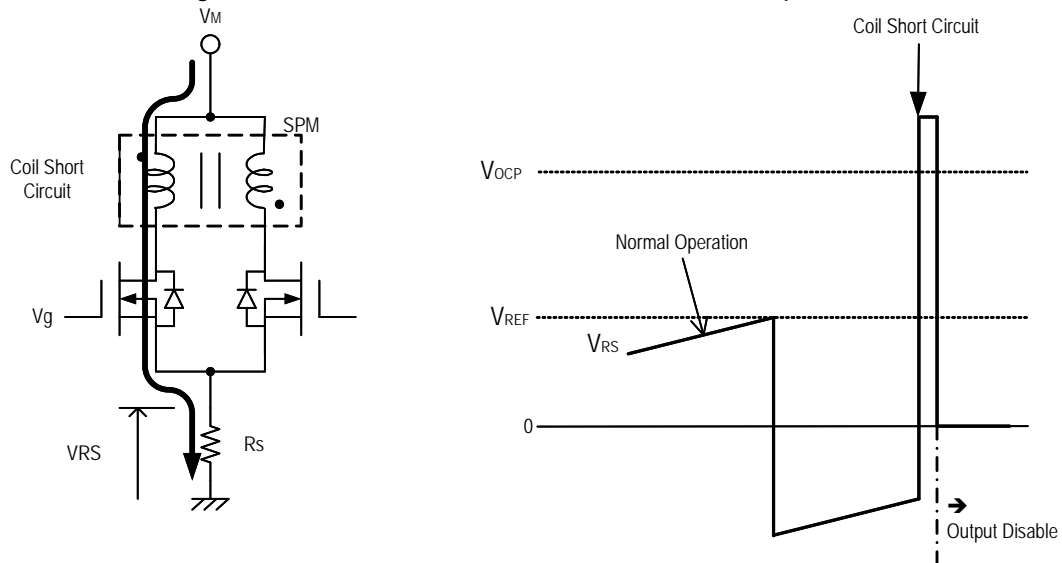 VM
SPM
Coil Short
Circuit
Vg
VRS
Rs
Coil Short Circuit
VOCP
Normal Operation
VREF
VRS
0
Output Disable